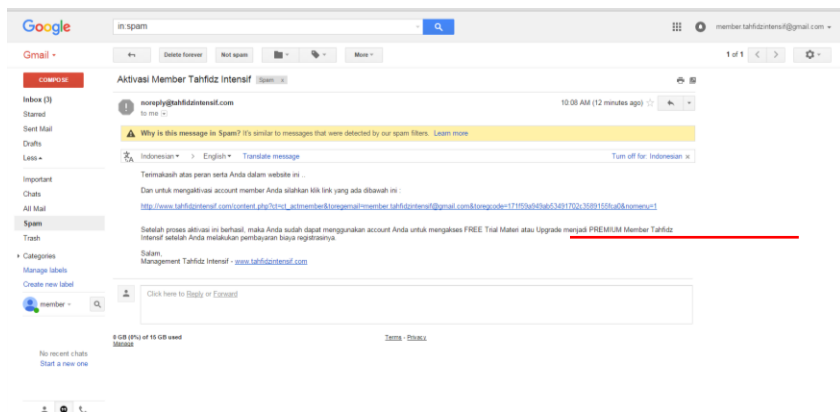 Google
in:spam
member.tahfidzintensif@gmail.com
Gmail
Delete forever
Not spam
More
1 of 1
COMPOSE
Aktivasi Member Tahfidz Intensif Spam x
Inbox (3)
Starred
Sent Mail
Drafts
Less
Important
Chats
All Mail
Spam
Trash
Categories
Manage labels
Create new label
member
No recent chats
Start a new one
noreply@tahfidzintensif.com
to me
10:08 AM (12 minutes ago)
Why is this message in Spam? It's similar to messages that were detected by our spam filters. Learn more
Indonesian > English Translate message
Turn off for: Indonesian x
Terimakasih atas peran serta Anda dalam website ini ..
Dan untuk mengaktivasi account member Anda silahkan klik link yang ada dibawah ini :
Setelah proses aktivasi ini berhasil, maka Anda sudah dapat menggunakan account Anda untuk mengakses FREE Trial Materi atau Upgrade menjadi PREMIUM Member Tahfidz
Intensif setelah Anda melakukan pembayaran biaya registrasinya.
Salam,
Management Tahfidz Intensif - www.tahfidzintensif.com
Click here to Reply or Forward
0 GB (0%) of 15 GB used
Manage
Terms - Privacy